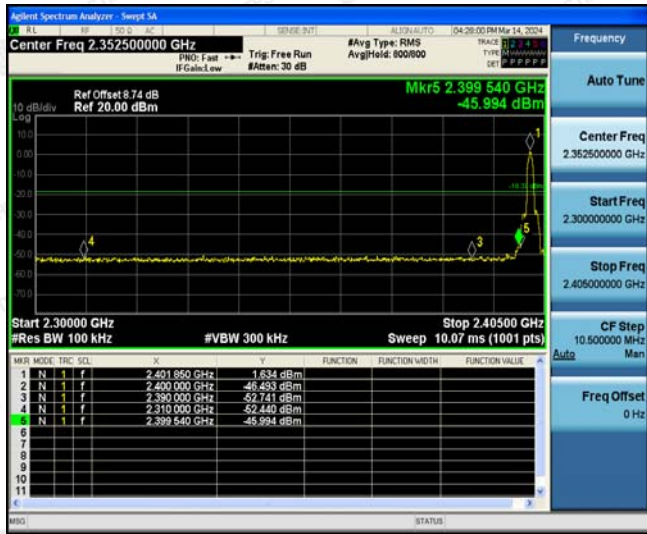 Agilent Spectrum Analyzer - Swept SA
RL RF 50 Ω AC SENSE:INT ALIGN AUTO 04:28:00 PM Mar 14, 2024
Center Freq 2.352500000 GHz
PNO: Fast
IFGain:Low
Trig: Free Run
#Atten: 30 dB
#Avg Type: RMS
Avg|Hold: 800/800
TRACE 1 2 3 4 5 6
TYPE
DET P P P P P P
Frequency
Mkr5 2.399 540 GHz
-45.994 dBm
Ref Offset 8.74 dB
Ref 20.00 dBm
10 dB/div
Log
10.0
0.00
-10.0
-20.0
-30.0
-40.0
-50.0
-60.0
-70.0
1
5
3
4
Start 2.30000 GHz Stop 2.40500 GHz
#Res BW 100 kHz #VBW 300 kHz Sweep 10.07 ms (1001 pts)
MKR MODE TRC SCL X Y FUNCTION FUNCTION WIDTH FUNCTION VALUE
1 N 1 f 2.401 850 GHz 1.634 dBm
2 N 1 f 2.400 000 GHz -46.493 dBm
3 N 1 f 2.390 000 GHz -52.741 dBm
4 N 1 f 2.310 000 GHz -52.440 dBm
5 N 1 f 2.399 540 GHz -45.994 dBm
6
7
8
9
10
11
MSG STATUS
Auto Tune
Center Freq
2.352500000 GHz
Start Freq
2.300000000 GHz
Stop Freq
2.405000000 GHz
CF Step
10.500000 MHz
Auto Man
Freq Offset
0 Hz